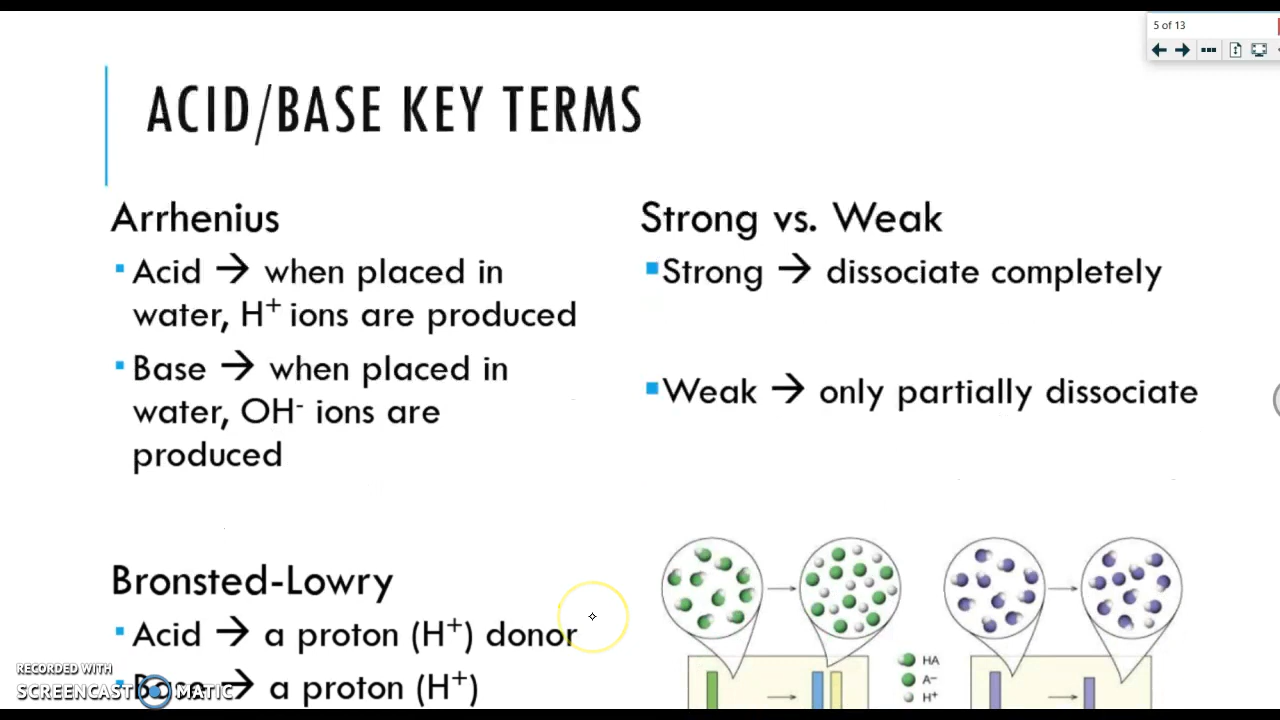 5 of 13
ACID/BASE KEY TERMS
Arrhenius
▪ Acid → when placed in
water, H⁺ ions are produced
▪ Base → when placed in
water, OH⁻ ions are
produced
Bronsted-Lowry
▪ Acid → a proton (H⁺) donor
▪ Base → a proton (H⁺)
Strong vs. Weak
▪ Strong → dissociate completely
▪ Weak → only partially dissociate
HA
A⁻
H⁺
RECORDED WITH
SCREENCAST MATIC